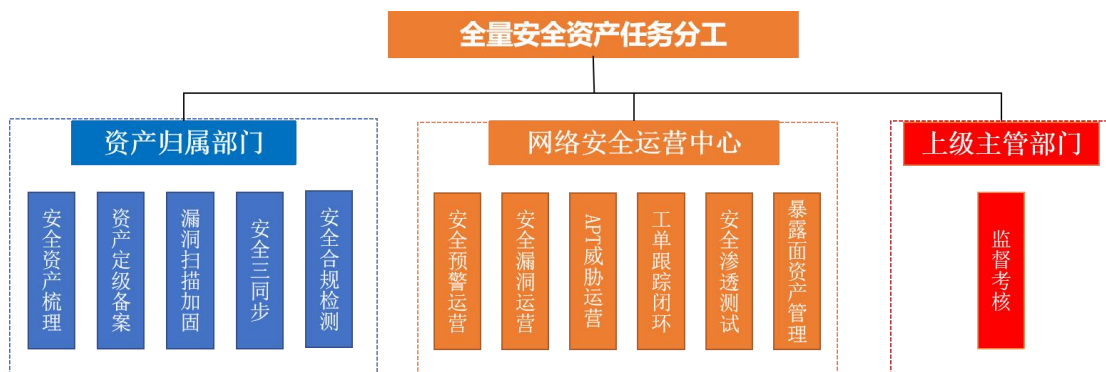 全量安全资产任务分工
资产归属部门
网络安全运营中心
上级主管部门
安全资产梳理
资产定级备案
漏洞扫描加固
安全三同步
安全合规检测
安全预警运营
安全漏洞运营
APT威胁运营
工单跟踪闭环
安全渗透测试
暴露面资产管理
监督考核